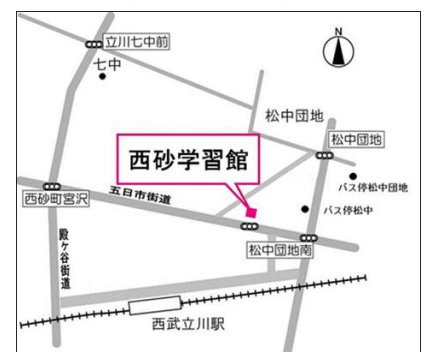 立川七中前
七中
N
松中団地
松中団地
西砂学習館
バス停松中団地
西砂町宮沢
五日市街道
バス停松中
松中団地南
殿ヶ谷街道
西武立川駅